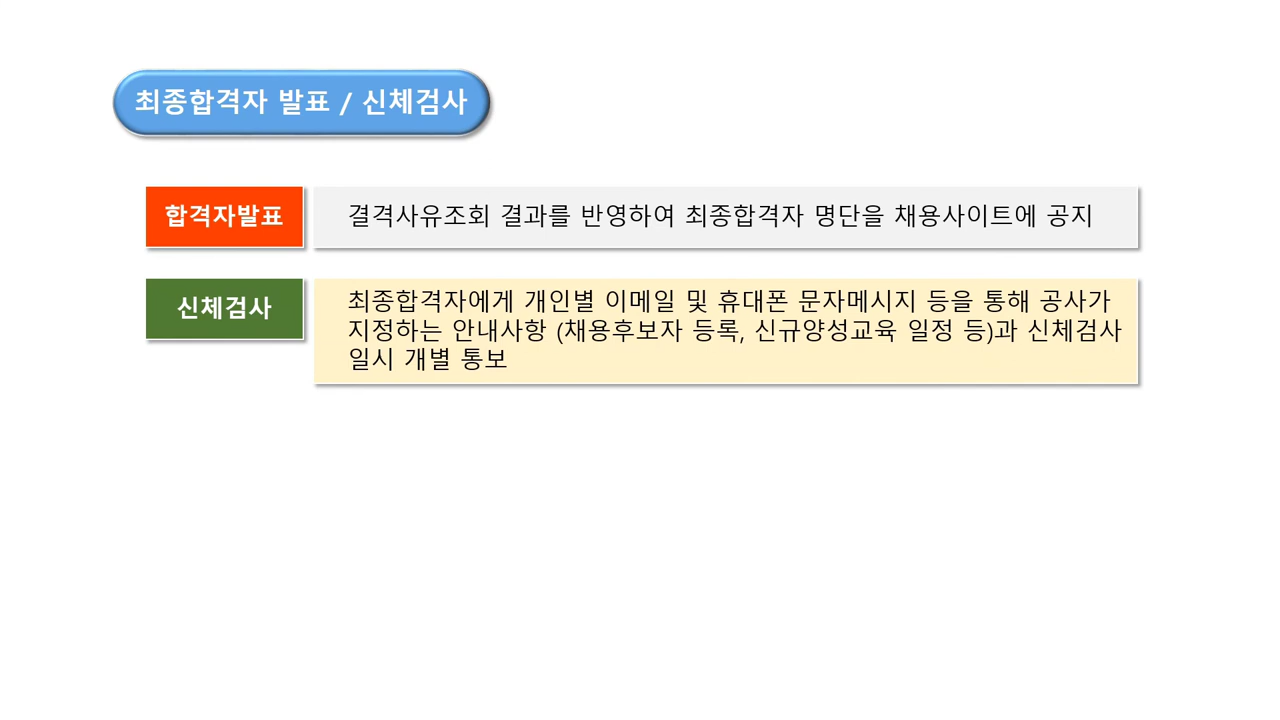 최종합격자 발표 / 신체검사
합격자발표
결격사유조회 결과를 반영하여 최종합격자 명단을 채용사이트에 공지
신체검사
최종합격자에게 개인별 이메일 및 휴대폰 문자메시지 등을 통해 공사가
지정하는 안내사항 (채용후보자 등록, 신규양성교육 일정 등)과 신체검사
일시 개별 통보